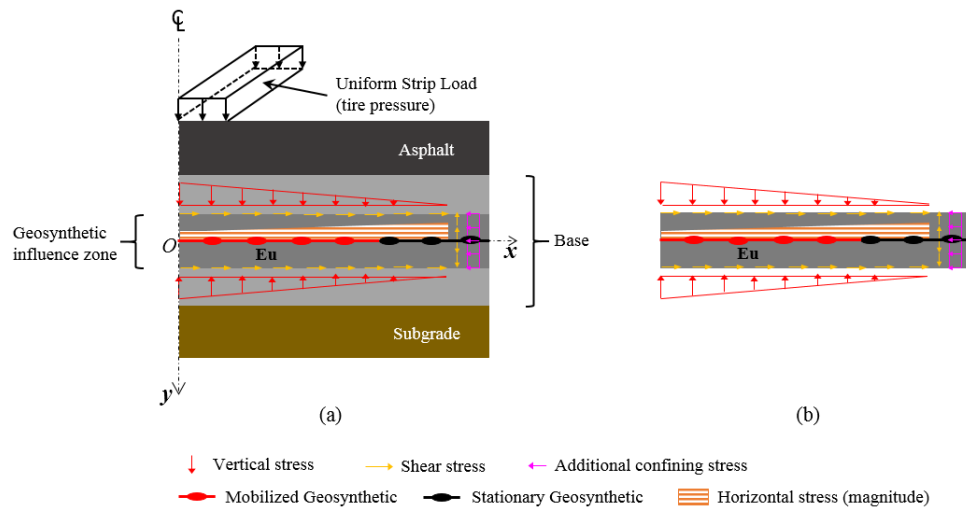 ℄
Uniform Strip Load
(tire pressure)
Asphalt
Geosynthetic
influence zone
O
Eu
x
Base
Eu
Subgrade
y
(a)
(b)
Vertical stress
Shear stress
Additional confining stress
Mobilized Geosynthetic
Stationary Geosynthetic
Horizontal stress (magnitude)